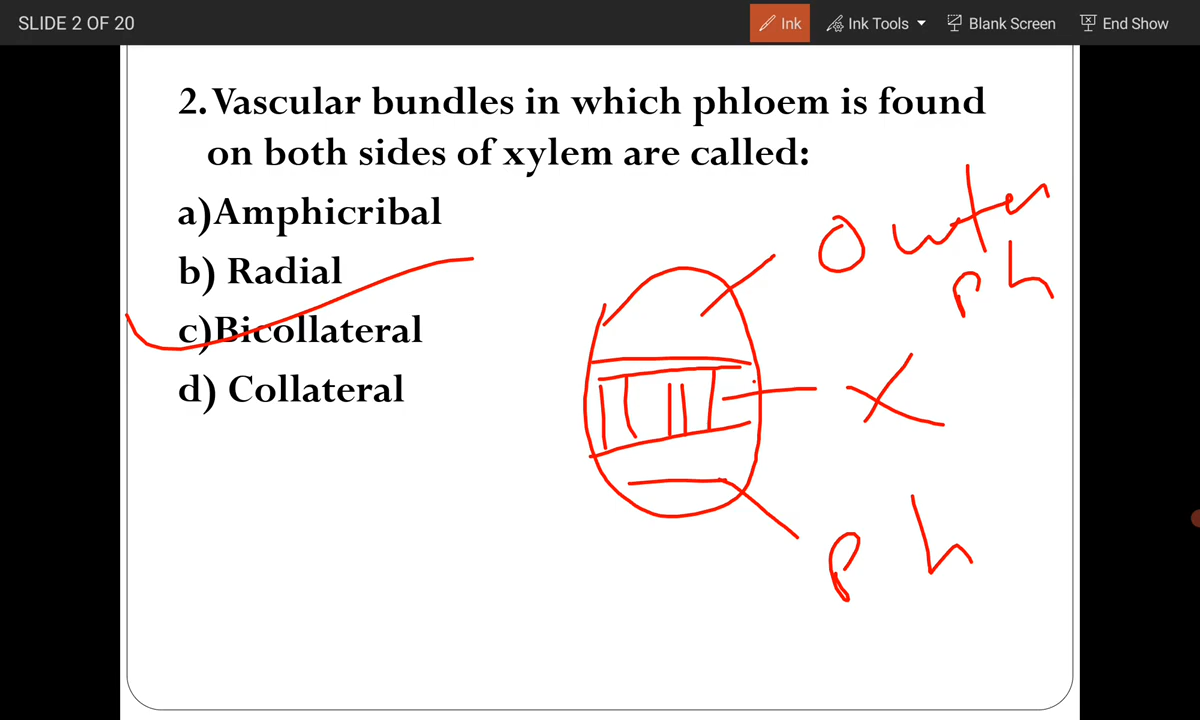 SLIDE 2 OF 20
Ink
Ink Tools
Blank Screen
End Show
2. Vascular bundles in which phloem is found
on both sides of xylem are called:
a)Amphicribal
b) Radial
c)Bicollateral
d) Collateral
Outer
ph
X
ph